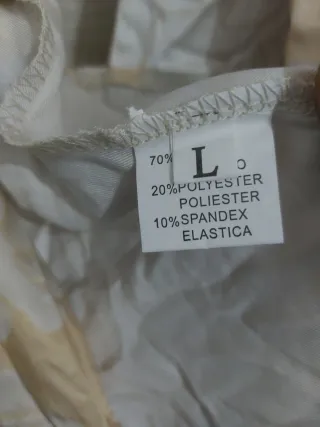 70% L O
20%POLYESTER
POLIESTER
10%SPANDEX
ELASTICA